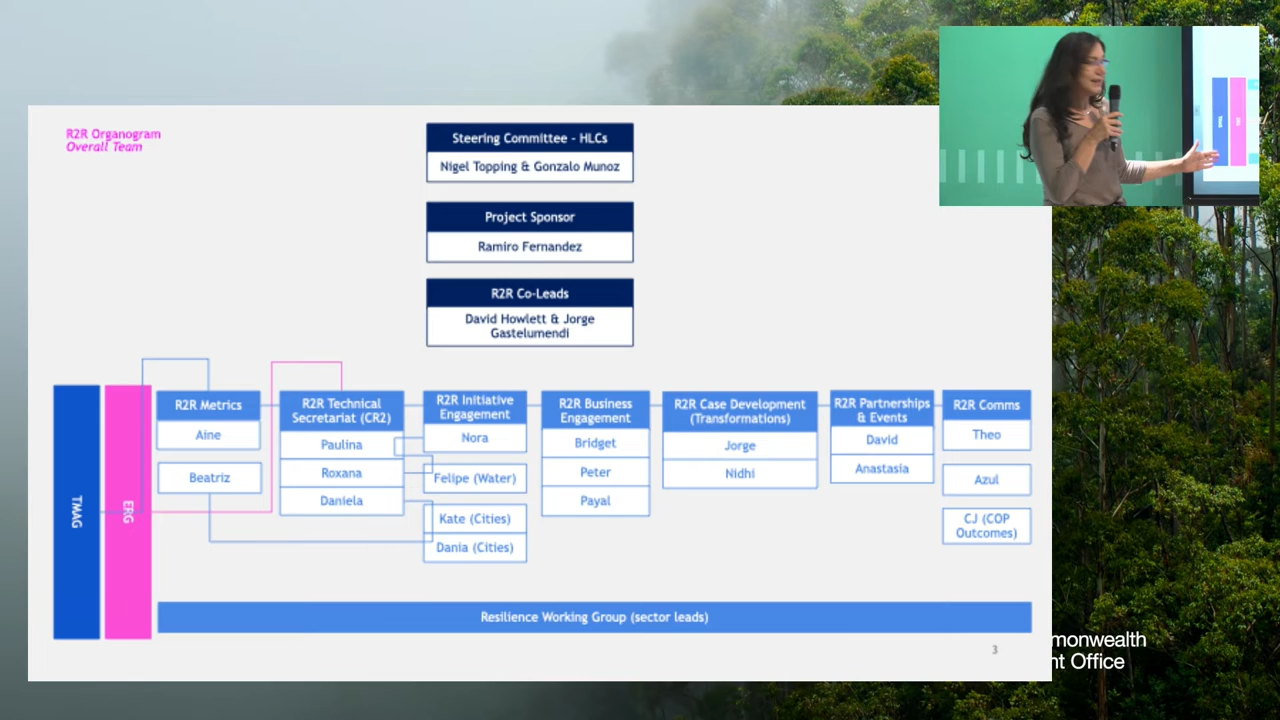 R2R Organogram
Overall Team
Steering Committee - HLCs
Nigel Topping & Gonzalo Munoz
Project Sponsor
Ramiro Fernandez
R2R Co-Leads
David Howlett & Jorge
Gastelumendi
TMAG
ERG
R2R Metrics
Aine
Beatriz
R2R Technical
Secretariat (CR2)
Paulina
Roxana
Daniela
R2R Initiative
Engagement
Nora
Felipe (Water)
Kate (Cities)
Dania (Cities)
R2R Business
Engagement
Bridget
Peter
Payal
R2R Case Development
(Transformations)
Jorge
Nidhi
R2R Partnerships
& Events
David
Anastasia
R2R Comms
Theo
Azul
CJ (COP
Outcomes)
Resilience Working Group (sector leads)
3
monwealth
nt Office